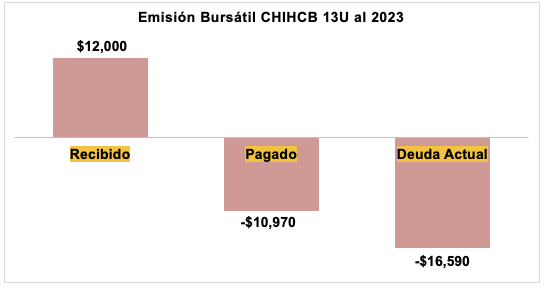 Emisión Bursátil CHIHCB 13U al 2023
$12,000
Recibido
Pagado
Deuda Actual
-$10,970
-$16,590